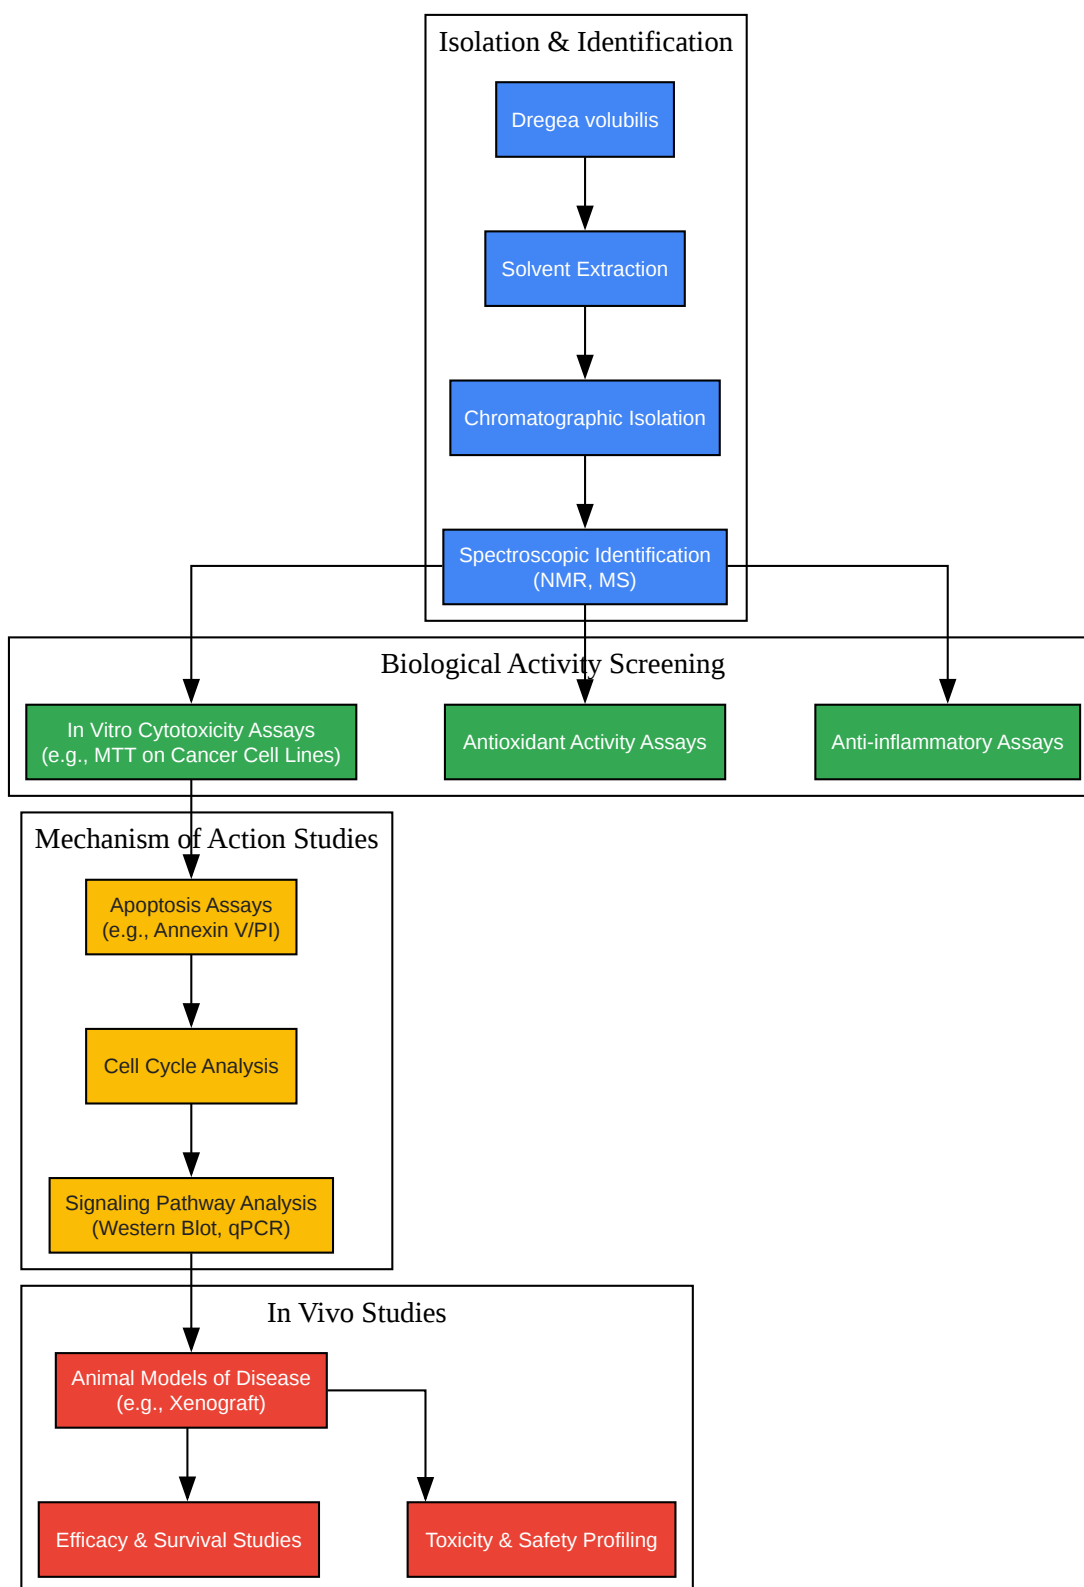 Isolation & Identification
Dregea volubilis
Solvent Extraction
Chromatographic Isolation
Spectroscopic Identification
(NMR, MS)
Biological Activity Screening
In Vitro Cytotoxicity Assays
(e.g., MTT on Cancer Cell Lines)
Antioxidant Activity Assays
Anti-inflammatory Assays
Mechanism of Action Studies
Apoptosis Assays
(e.g., Annexin V/PI)
Cell Cycle Analysis
Signaling Pathway Analysis
(Western Blot, qPCR)
In Vivo Studies
Animal Models of Disease
(e.g., Xenograft)
Efficacy & Survival Studies
Toxicity & Safety Profiling